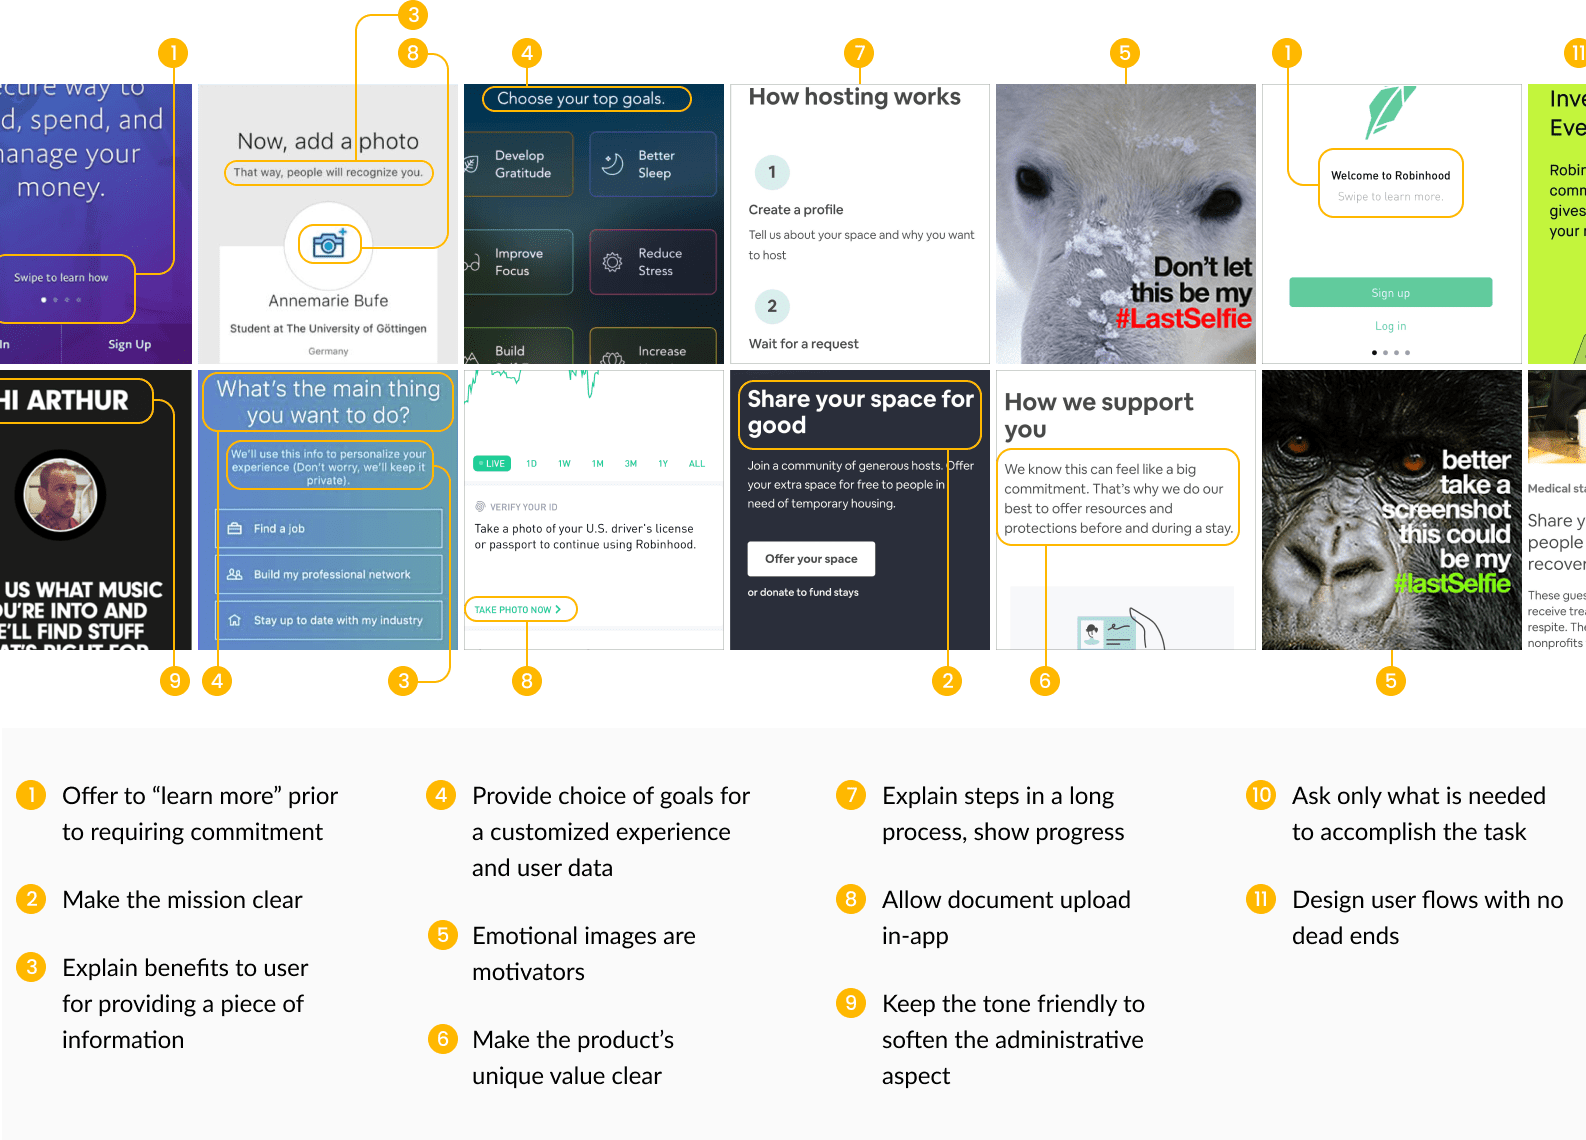 3
1
8
4
7
5
1
11
cure way to
d, spend, and
anage your
money.
Swipe to learn how
In
Sign Up
Now, add a photo
That way, people will recognize you.
Annemarie Bufe
Student at The University of Göttingen
Germany
Choose your top goals.
Develop
Gratitude
Better
Sleep
Improve
Focus
Reduce
Stress
Build
Increase
How hosting works
1
Create a profile
Tell us about your space and why you want
to host
2
Wait for a request
Don't let
this be my
#LastSelfie
Welcome to Robinhood
Swipe to learn more.
Sign up
Log in
Inve
Eve
Robin
comm
gives
your
HI ARTHUR
US WHAT MUSIC
OU'RE INTO AND
E'LL FIND STUFF
AT'S RIGHT FOR
What's the main thing
you want to do?
We'll use this info to personalize your
experience (Don't worry, we'll keep it
private).
Find a job
Build my professional network
Stay up to date with my industry
LIVE 1D 1W 1M 3M 1Y ALL
VERIFY YOUR ID
Take a photo of your U.S. driver's license
or passport to continue using Robinhood.
TAKE PHOTO NOW
Share your space for
good
Join a community of generous hosts. Offer
your extra space for free to people in
need of temporary housing.
Offer your space
or donate to fund stays
How we support
you
We know this can feel like a big
commitment. That's why we do our
best to offer resources and
protections before and during a stay.
better
take a
screenshot
this could
be my
#lastSelfie
Medical sta
Share y
people
recover
These gues
receive trea
respite. The
nonprofits
9
4
3
8
2
6
5
1 Offer to “learn more” prior
to requiring commitment
2 Make the mission clear
3 Explain benefits to user
for providing a piece of
information
4 Provide choice of goals for
a customized experience
and user data
5 Emotional images are
motivators
6 Make the product’s
unique value clear
7 Explain steps in a long
process, show progress
8 Allow document upload
in-app
9 Keep the tone friendly to
soften the administrative
aspect
10 Ask only what is needed
to accomplish the task
11 Design user flows with no
dead ends